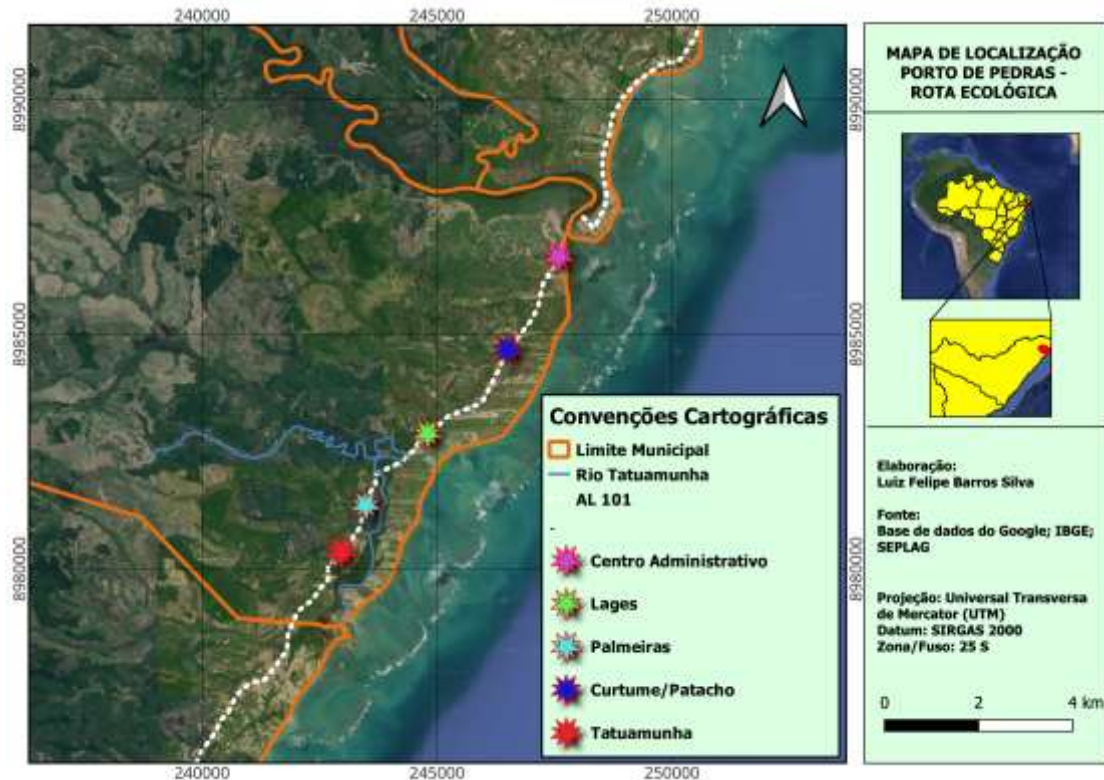 240000
245000
250000
8990000
8990000
8985000
8985000
8980000
8980000
240000
245000
250000
Convenções Cartográficas
Limite Municipal
Rio Tatuamunha
AL 101
.
Centro Administrativo
Lages
Palmeiras
Curtume/Patacho
Tatuamunha
MAPA DE LOCALIZAÇÃO
PORTO DE PEDRAS -
ROTA ECOLÓGICA
Elaboração:
Luiz Felipe Barros Silva
Fonte:
Base de dados do Google; IBGE;
SEPLAG
Projeção: Universal Transversa
de Mercator (UTM)
Datum: SIRGAS 2000
Zona/Fuso: 25 S
0 2 4 km